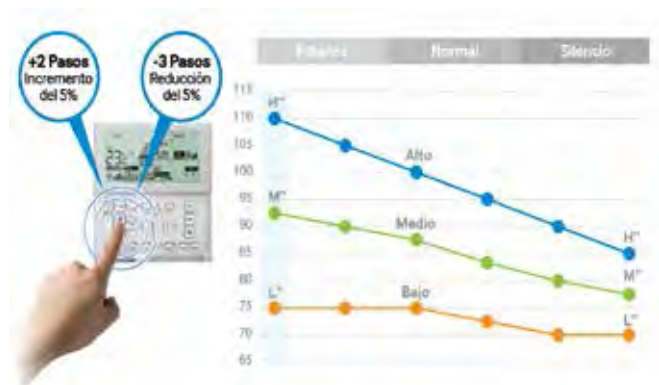 +2 Pasos
Incremento
del 5%
-3 Pasos
Reducción
del 5%
Normal
Silencio
115
110
105
100
95
90
85
80
75
70
65
H
Alto
H
M
Medio
M
L
Bajo
L